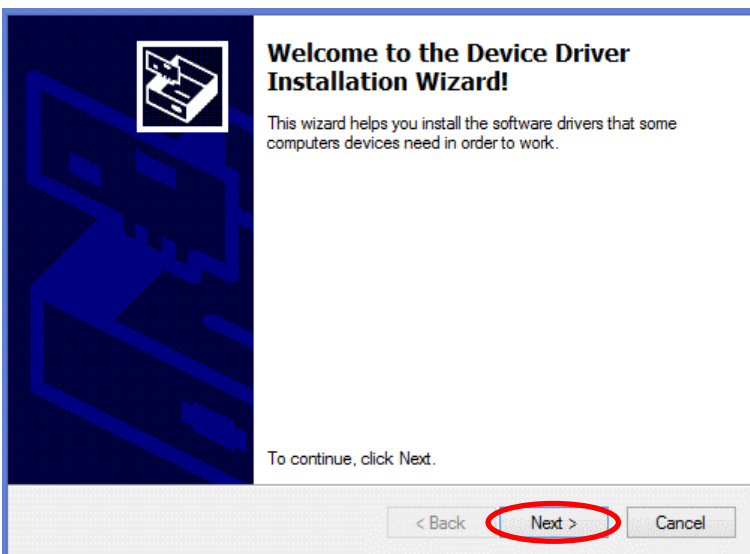 Welcome to the Device Driver
Installation Wizard!
This wizard helps you install the software drivers that some
computers devices need in order to work.
To continue, click Next.
< Back
Next >
Cancel